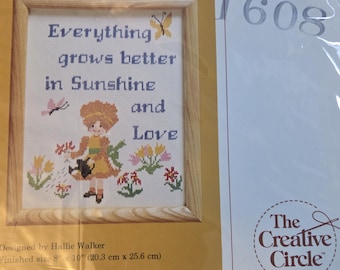 1608
Everything
grows better
in Sunshine
and
Love
Designed by Hallie Walker
Finished size 8" x 10" (20.3 cm x 25.6 cm)
The
Creative
Circle®